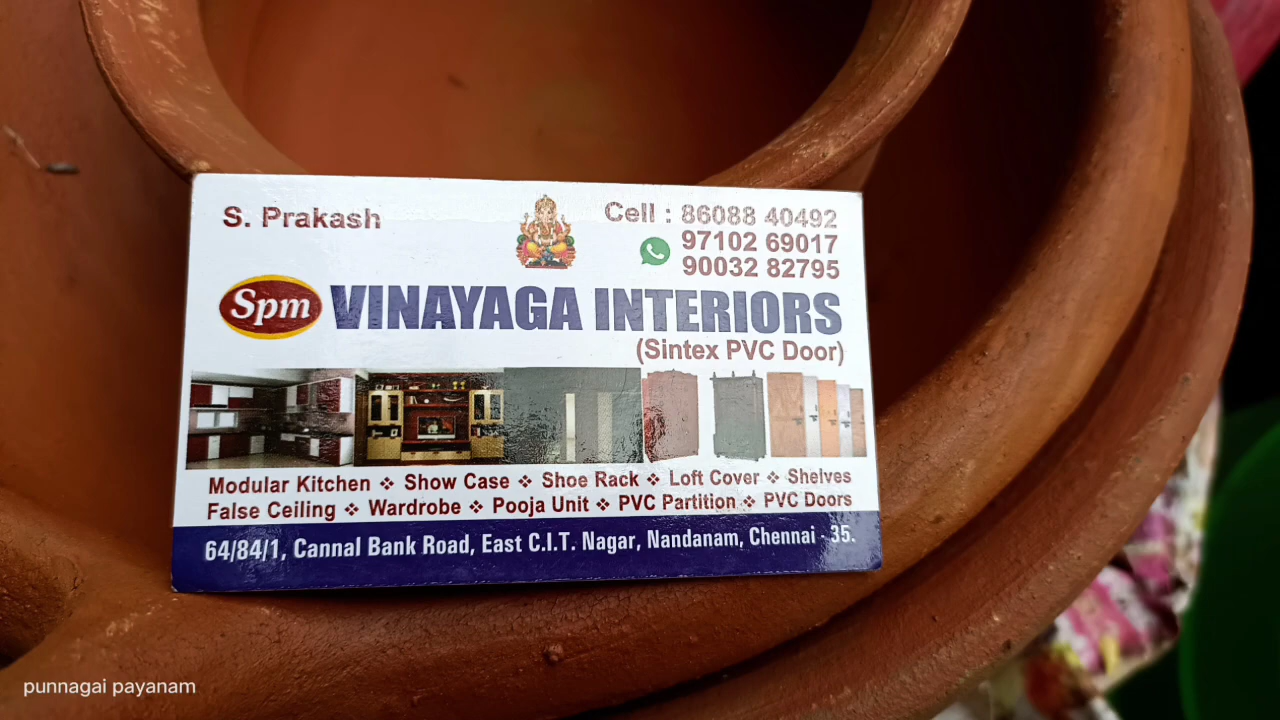 S. Prakash
Cell : 86088 40492
97102 69017
90032 82795
Spm VINAYAGA INTERIORS
(Sintex PVC Door)
Modular Kitchen ❖ Show Case ❖ Shoe Rack ❖ Loft Cover ❖ Shelves
False Ceiling ❖ Wardrobe ❖ Pooja Unit ❖ PVC Partition ❖ PVC Doors
64/84/1, Cannal Bank Road, East C.I.T. Nagar, Nandanam, Chennai - 35.
punnagai payanam